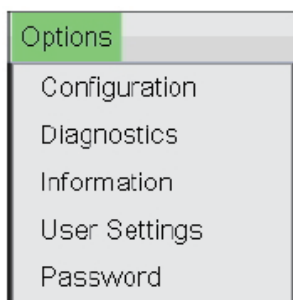 Options
Configuration
Diagnostics
Information
User Settings
Password